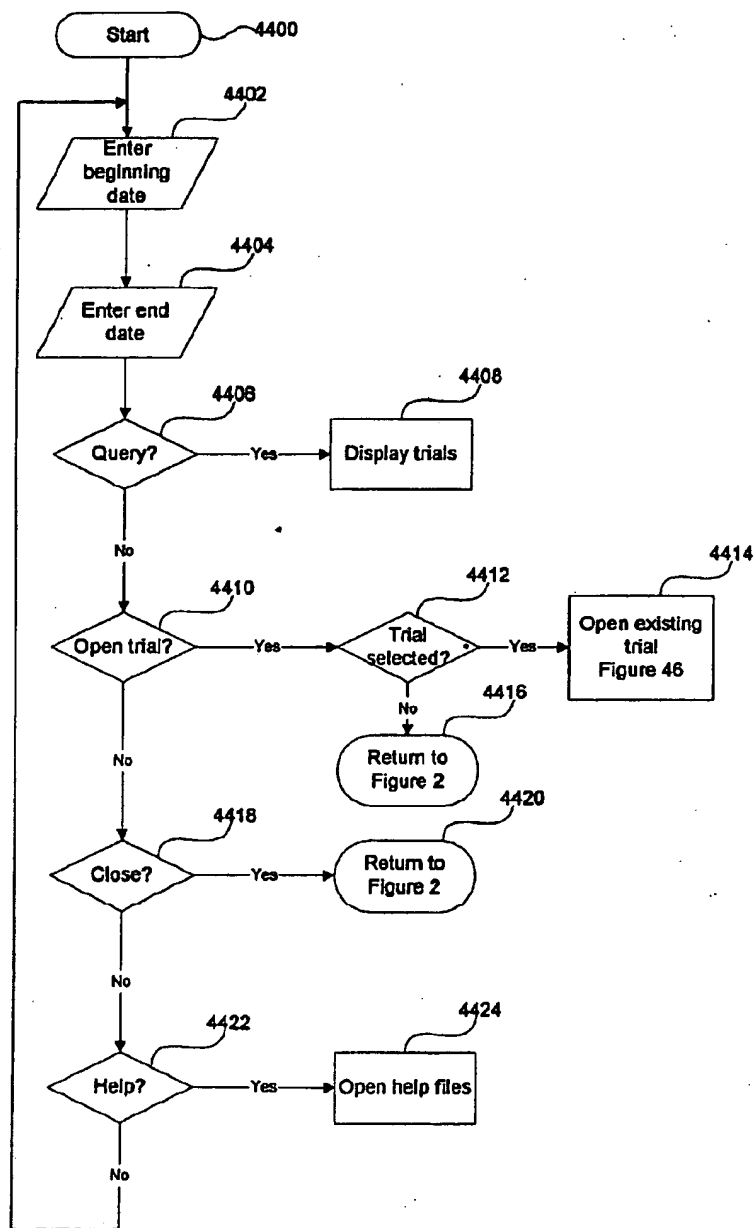 Start
4400
4402
Enter
beginning
date
4404
Enter end
date
4406
4408
Query?
Yes
Display trials
No
4410
4412
4414
Open trial?
Yes
Trial
selected?
Yes
Open existing
trial
Figure 46
No
4416
Return to
Figure 2
No
4418
4420
Close?
Yes
Return to
Figure 2
No
4422
4424
Help?
Yes
Open help files
No